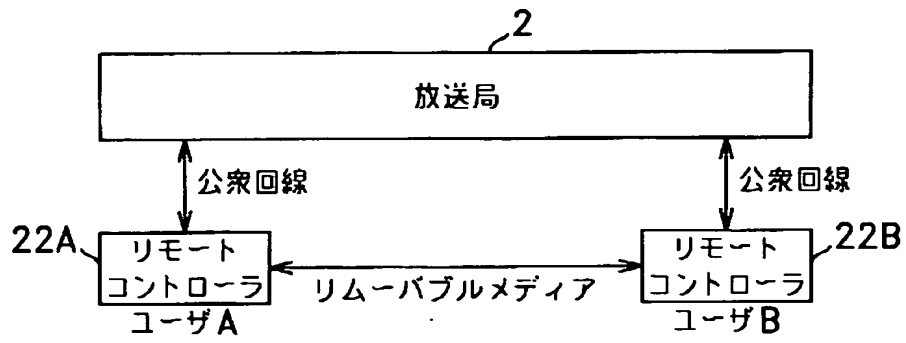 2
放送局
公衆回線
公衆回線
22A
リモート
コントローラ
ユーザA
リムーバブルメディア
リモート
コントローラ
ユーザB
22B